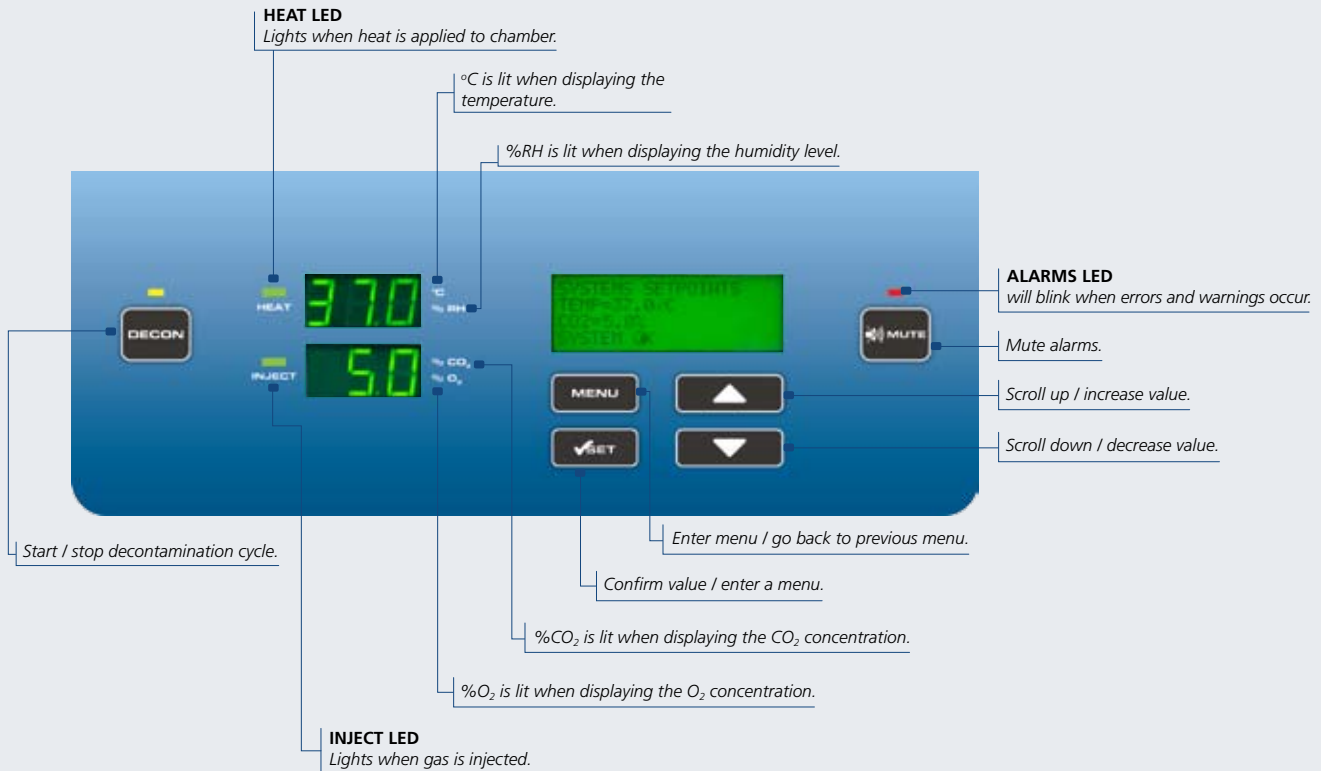 HEAT LED
Lights when heat is applied to chamber.
°C is lit when displaying the
temperature.
%RH is lit when displaying the humidity level.
ALARMS LED
will blink when errors and warnings occur.
Mute alarms.
Scroll up / increase value.
Scroll down / decrease value.
DECON
HEAT
37.0
°C
% RH
INJECT
5.0
% CO₂
% O₂
SYSTEMS SETPOINTS
TEMP=37.0/C
SYSTEM OK
MENU
SET
MUTE
Start / stop decontamination cycle.
Enter menu / go back to previous menu.
Confirm value / enter a menu.
%CO₂ is lit when displaying the CO₂ concentration.
%O₂ is lit when displaying the O₂ concentration.
INJECT LED
Lights when gas is injected.